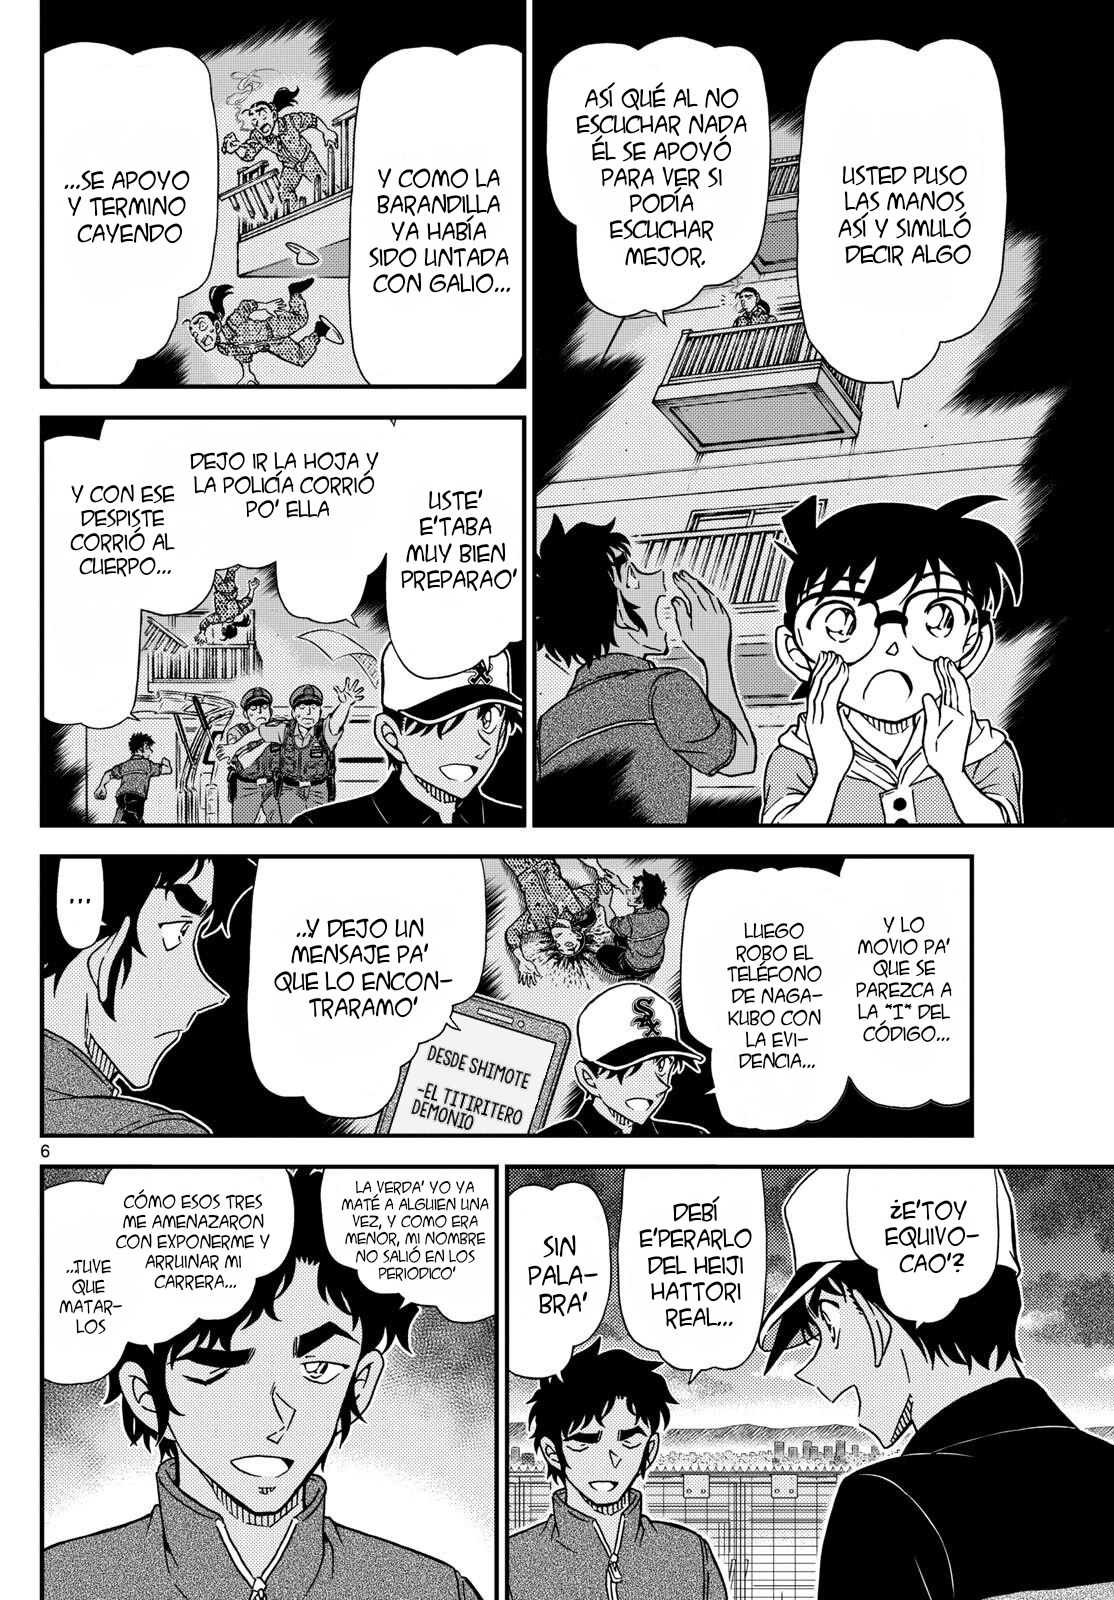 USTED PUSO
LAS MANOS
ASÍ Y SIMULÓ
DECIR ALGO
ASÍ QUÉ AL NO
ESCUCHAR NADA
ÉL SE APOYÓ
PARA VER SI
PODÍA
ESCUCHAR
MEJOR.
Y COMO LA
BARANDILLA
YA HABÍA
SIDO UNTADA
CON GALIO...
...SE APOYO
Y TERMINO
CAYENDO
USTE'
E'TABA
MUY BIEN
PREPARAO'
DEJO IR LA HOJA Y
LA POLICÍA CORRIÓ
PO' ELLA
Y CON ESE
DESPISTE
CORRIÓ AL
CUERPO...
Y LO
MOVIO PA'
QUE SE
PAREZCA A
LA "I" DEL
CÓDIGO...
LUEGO
ROBO EL
TELÉFONO
DE NAGA-
KUBO CON
LA EVI-
DENCIA...
SOX
..Y DEJO UN
MENSAJE PA'
QUE LO ENCON-
TRARAMO'
DESDE SHIMOTE
-EL TITIRITERO
DEMONIO
...
6
¿E'TOY
EQUIVO-
CAO'?
DEBÍ
E'PERARLO
DEL HEIJI
HATTORI
REAL...
SIN
PALA-
BRA'
LA VERDA' YO YA
MATÉ A ALGUIEN UNA
VEZ, Y COMO ERA
MENOR, MI NOMBRE
NO SALIÓ EN LOS
PERIODICO'
CÓMO ESOS TRES
ME AMENAZARON
CON EXPONERME Y
ARRUINAR MI
CARRERA...
..TUVE
QUE
MATAR-
LOS